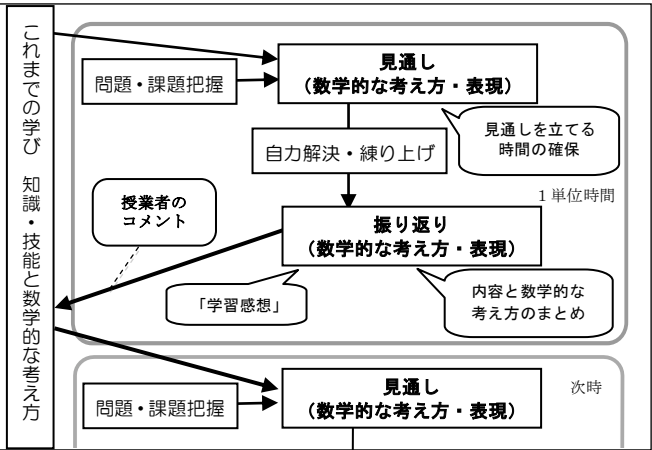 これまでの学び 知識・技能と数学的な考え方
見通し
(数学的な考え方・表現)
問題・課題把握
見通しを立てる
時間の確保
自力解決・練り上げ
1単位時間
授業者の
コメント
振り返り
(数学的な考え方・表現)
「学習感想」
内容と数学的な
考え方のまとめ
見通し
(数学的な考え方・表現)
次時
問題・課題把握